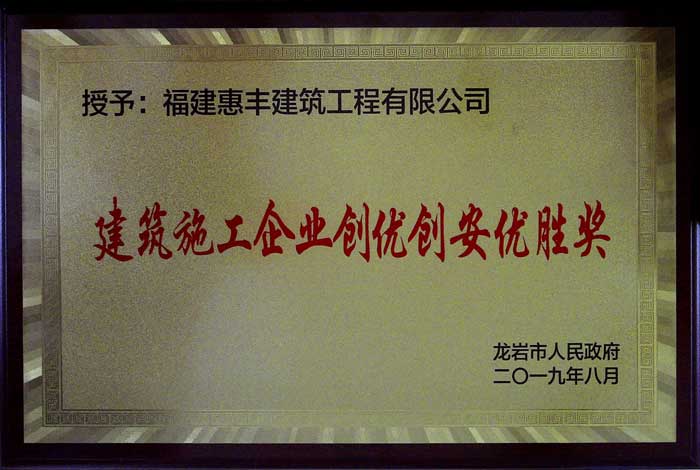 授予：福建惠丰建筑工程有限公司
建筑施工企业创优创安优胜奖
龙岩市人民政府
二〇一九年八月